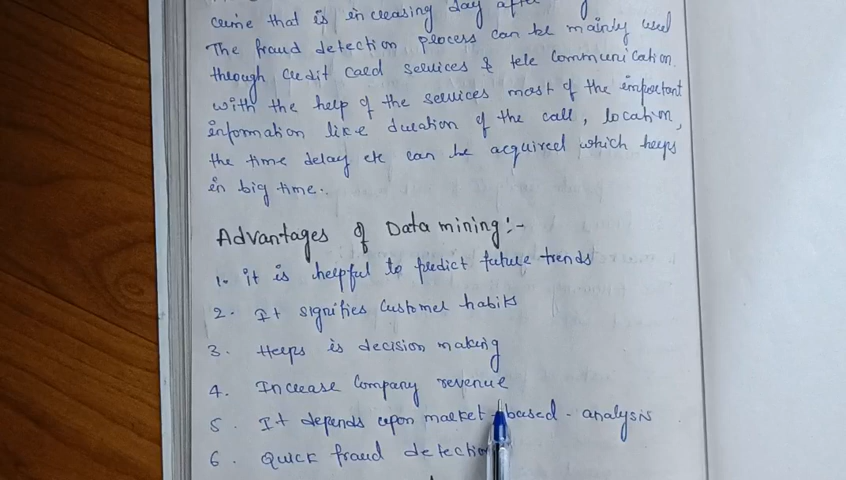 crime that is increasing day after
The fraud detection process can be mainly used
through credit card services & tele communication.
with the help of the services most of the important
information like duration of the call, location,
the time delay etc can be acquired which helps
in big time.
Advantages of Data mining:-
1. it is helpful to predict future trends
2. It signifies customer habits
3. Helps is decision making
4. Increase company revenue
5. It depends upon market-based-analysis
6. Quick fraud detection